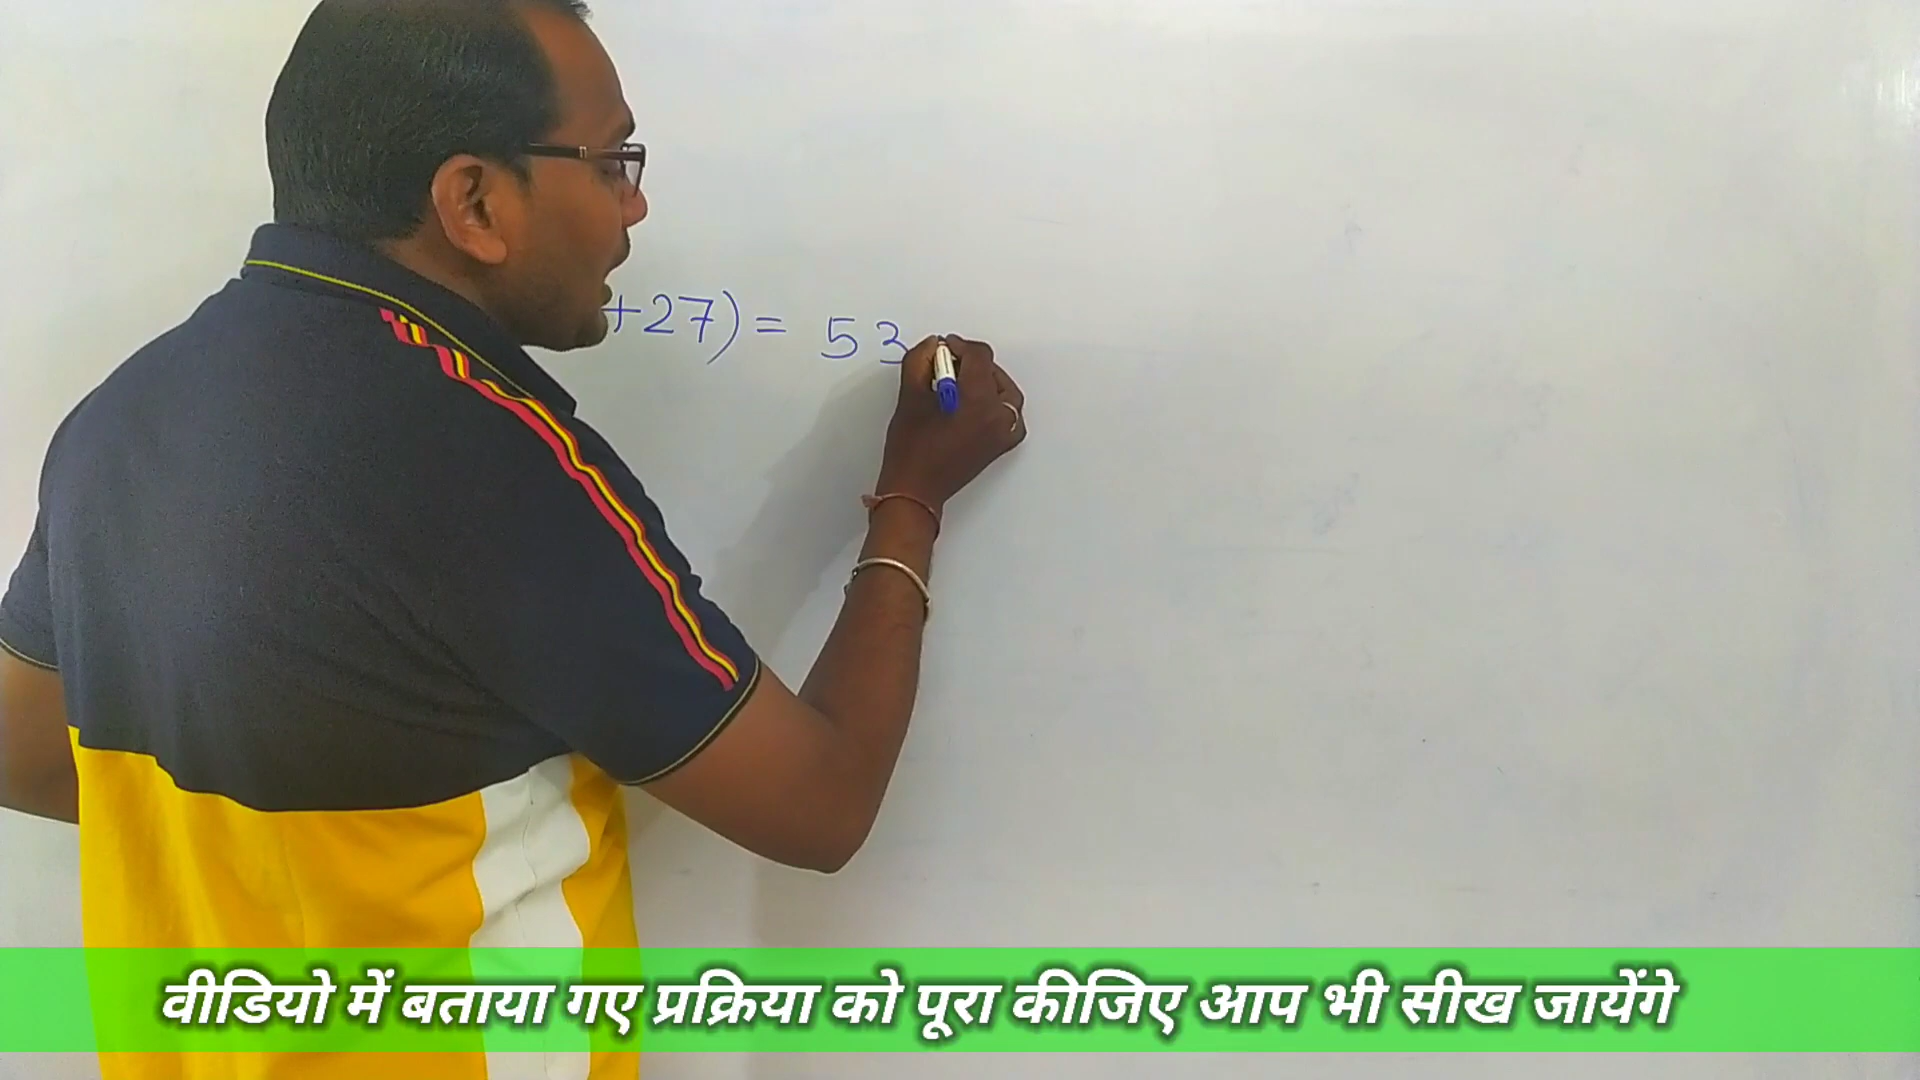 +27) = 53
वीडियो में बताया गए प्रक्रिया को पूरा कीजिए आप भी सीख जायेंगे